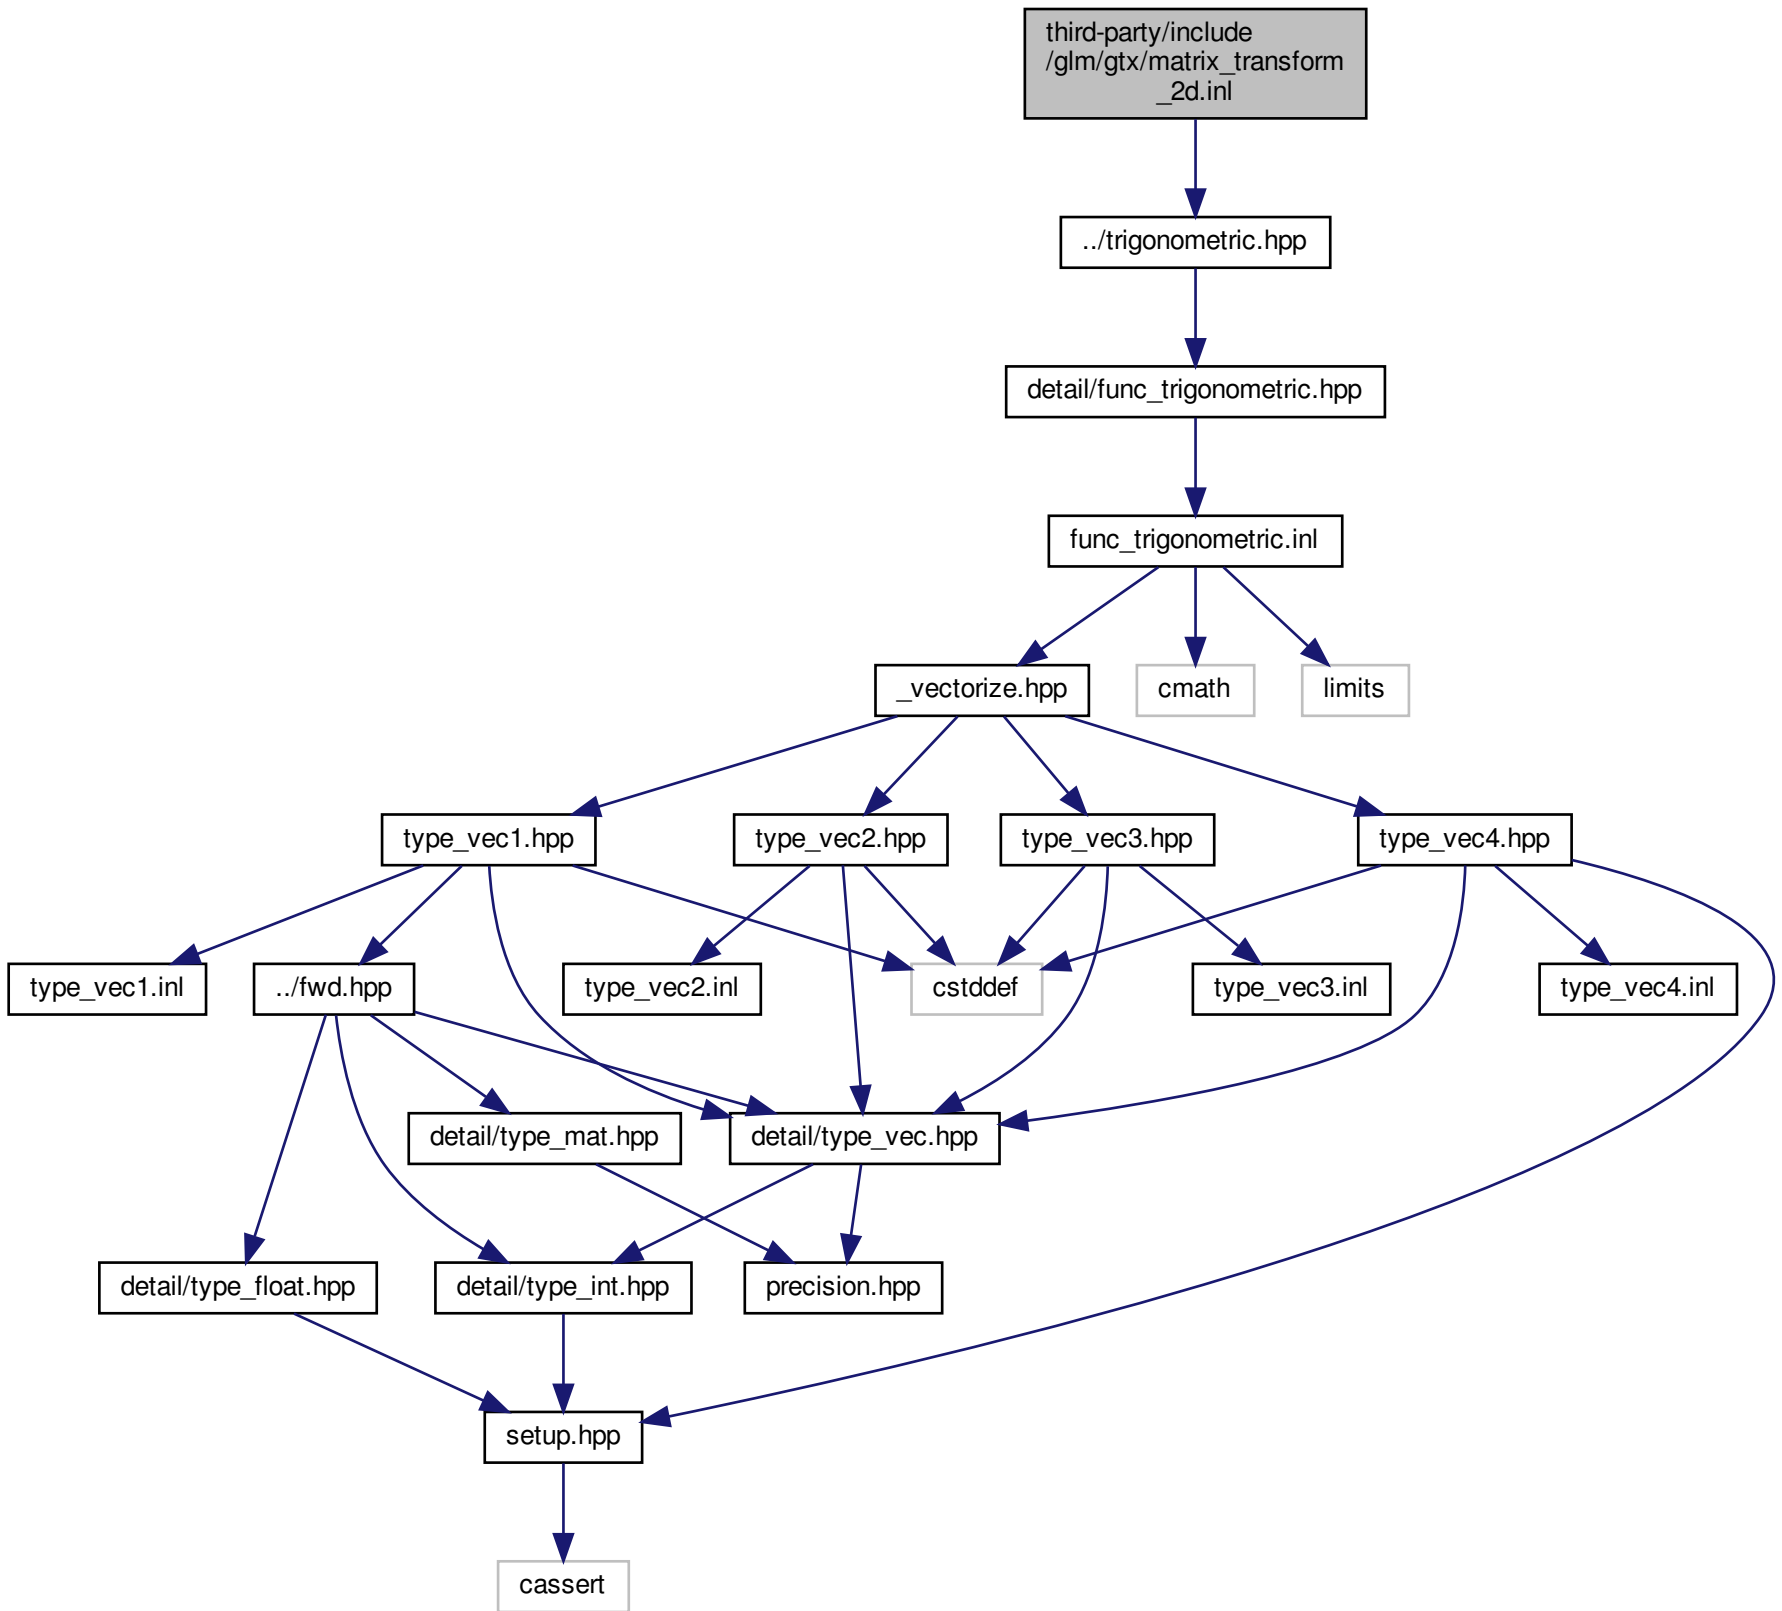 third-party/include
/glm/gtx/matrix_transform
_2d.inl
../trigonometric.hpp
detail/func_trigonometric.hpp
func_trigonometric.inl
_vectorize.hpp
cmath
limits
type_vec1.hpp
type_vec2.hpp
type_vec3.hpp
type_vec4.hpp
type_vec1.inl
../fwd.hpp
type_vec2.inl
cstddef
type_vec3.inl
type_vec4.inl
detail/type_mat.hpp
detail/type_vec.hpp
detail/type_float.hpp
detail/type_int.hpp
precision.hpp
setup.hpp
cassert